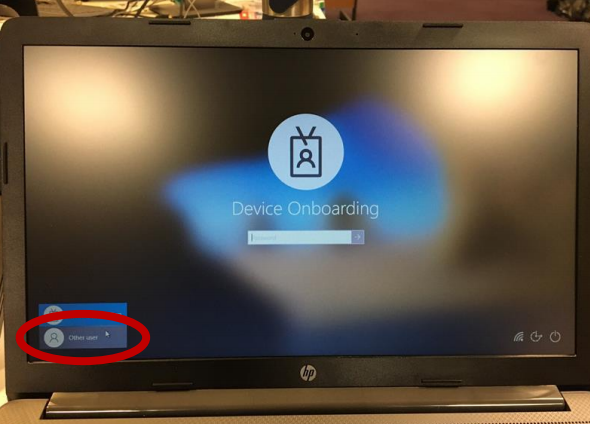 Device Onboarding
Password
Other user
hp